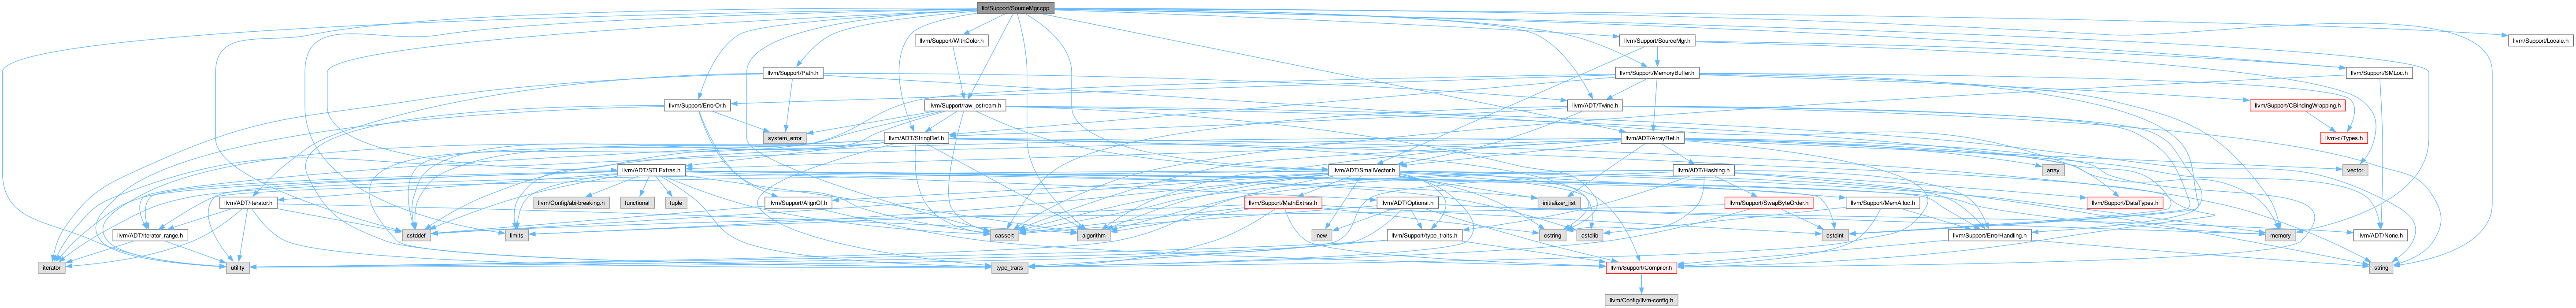 lib/Support/SourceMgr.cpp
llvm/Support/WithColor.h
llvm/Support/SourceMgr.h
llvm/Support/Locale.h
llvm/Support/Path.h
llvm/Support/MemoryBuffer.h
llvm/Support/SMLoc.h
llvm/Support/ErrorOr.h
llvm/Support/raw_ostream.h
llvm/ADT/Twine.h
llvm/Support/CBindingWrapping.h
system_error
llvm/ADT/StringRef.h
llvm/ADT/ArrayRef.h
llvm-c/Types.h
llvm/ADT/STLExtras.h
llvm/ADT/SmallVector.h
llvm/ADT/Hashing.h
array
vector
llvm/ADT/iterator.h
llvm/Config/abi-breaking.h
functional
tuple
llvm/Support/AlignOf.h
llvm/Support/MathExtras.h
llvm/ADT/Optional.h
initializer_list
llvm/Support/SwapByteOrder.h
llvm/Support/MemAlloc.h
llvm/Support/DataTypes.h
llvm/ADT/iterator_range.h
cstddef
limits
cassert
algorithm
new
llvm/Support/type_traits.h
cstring
cstdlib
cstdint
llvm/Support/ErrorHandling.h
memory
llvm/ADT/None.h
iterator
utility
type_traits
llvm/Support/Compiler.h
string
llvm/Config/llvm-config.h